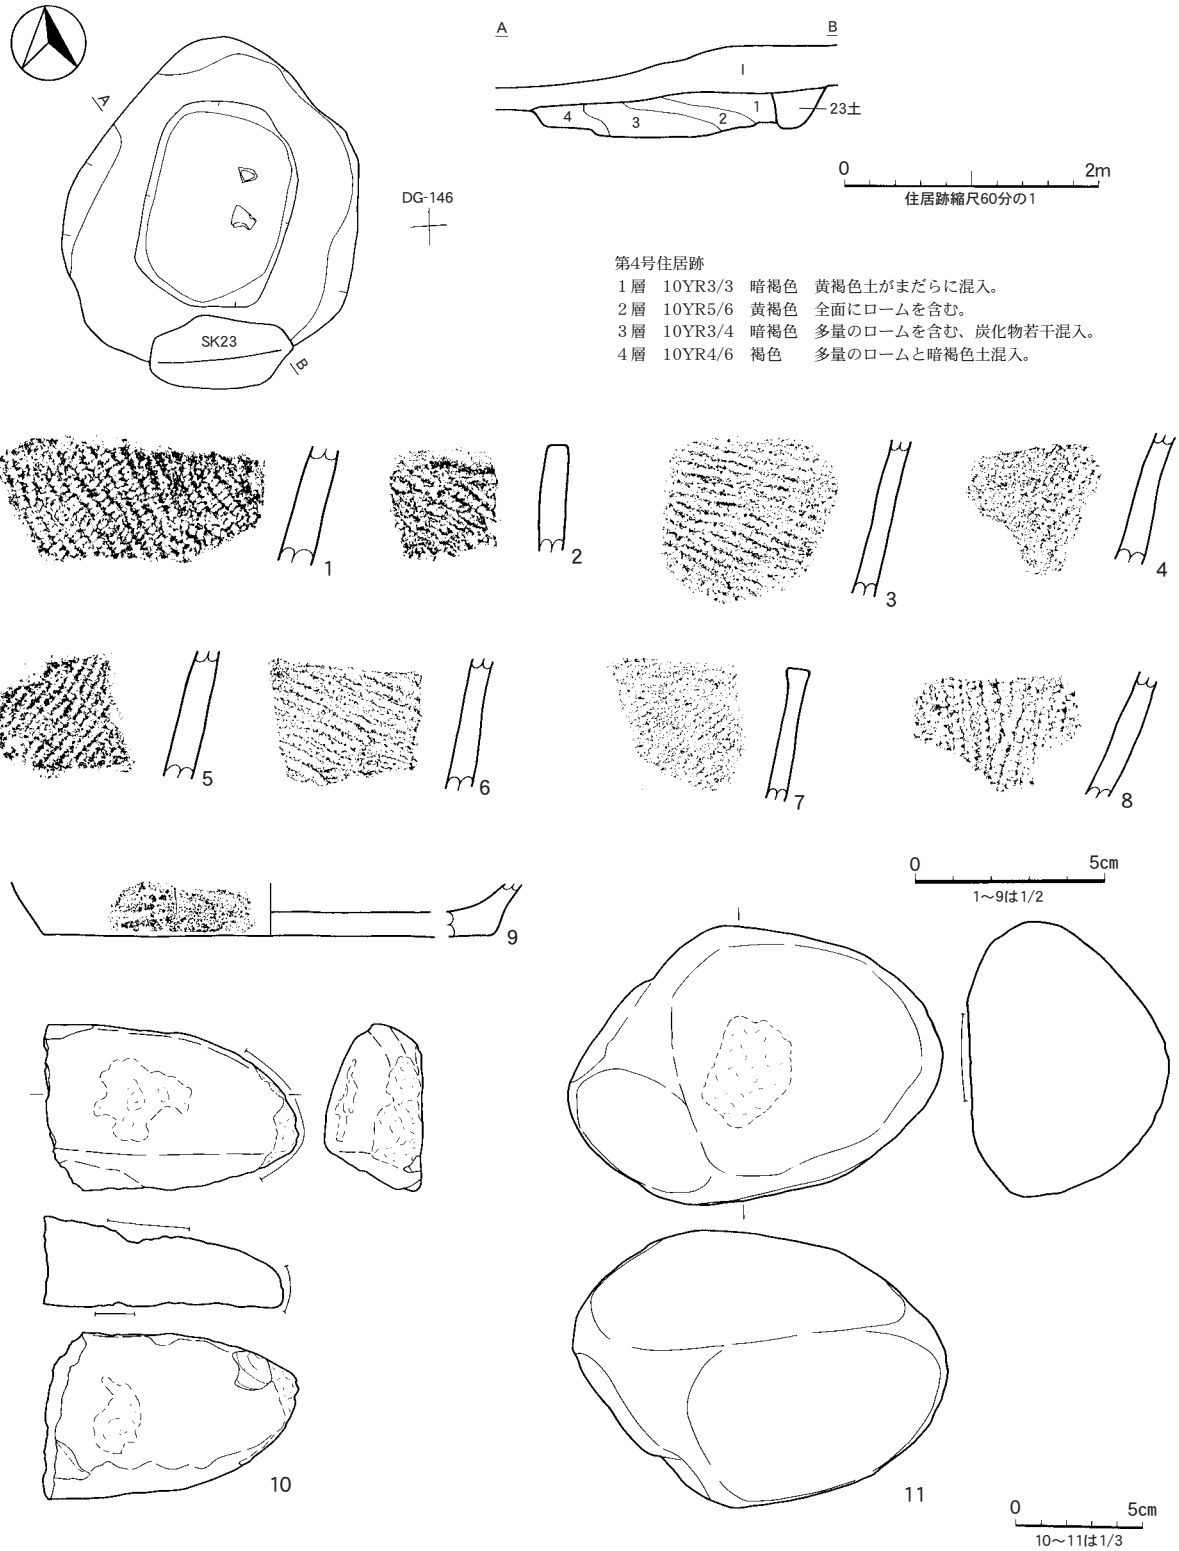 A
B
A
I
1
2
3
4
23土
0 2m
住居跡縮尺60分の1
DG-146
SK23
B
第4号住居跡
1層 10YR3/3 暗褐色 黄褐色土がまだらに混入。
2層 10YR5/6 黄褐色 全面にロームを含む。
3層 10YR3/4 暗褐色 多量のロームを含む、炭化物若干混入。
4層 10YR4/6 褐色 多量のロームと暗褐色土混入。
1
2
3
4
5
6
7
8
0 5cm
1〜9は1/2
9
10
11
0 5cm
10〜11は1/3